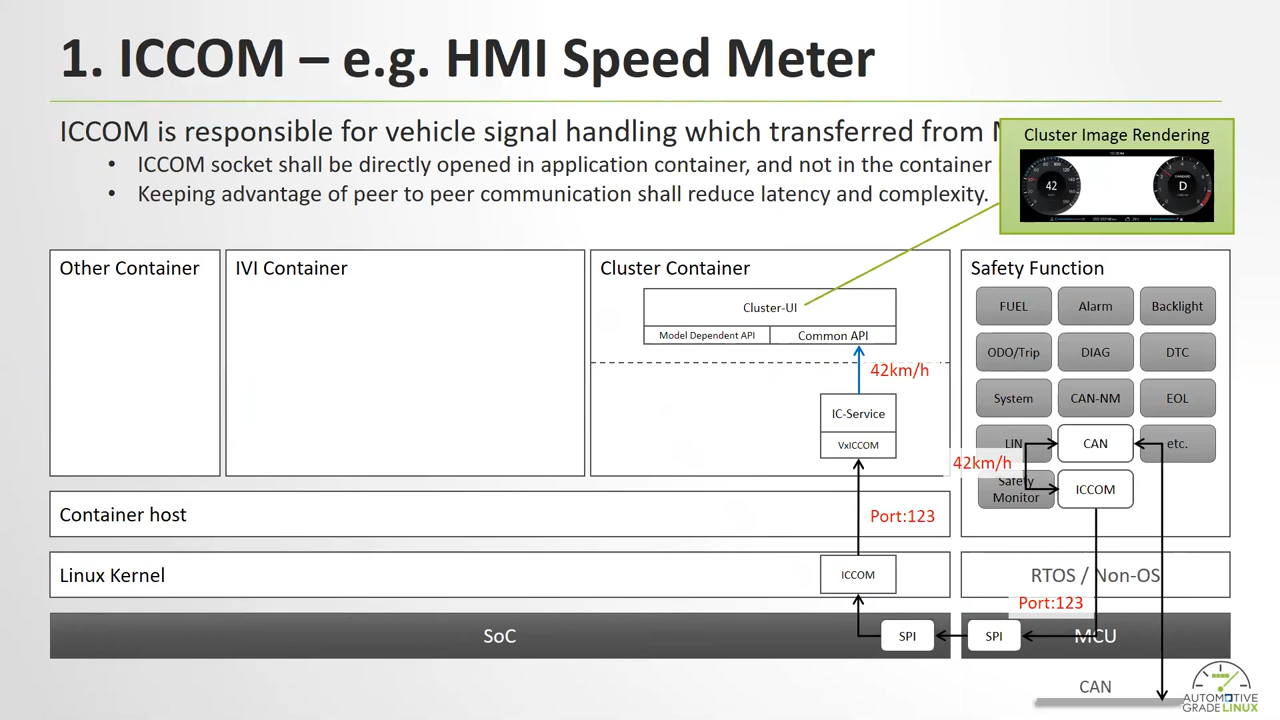 1. ICCOM – e.g. HMI Speed Meter
ICCOM is responsible for vehicle signal handling which transferred from
• ICCOM socket shall be directly opened in application container, and not in the container
• Keeping advantage of peer to peer communication shall reduce latency and complexity.
Cluster Image Rendering
42
D
Other Container
IVI Container
Cluster Container
Cluster-UI
Model Dependent API
Common API
42km/h
IC-Service
VxICCOM
Safety Function
FUEL
Alarm
Backlight
ODO/Trip
DIAG
DTC
System
CAN-NM
EOL
LIN
CAN
etc.
42km/h
Safety
Monitor
ICCOM
Container host
Port:123
Linux Kernel
ICCOM
RTOS / Non-OS
Port:123
SoC
SPI
SPI
MCU
CAN
AUTOMOTIVE
GRADELINUX